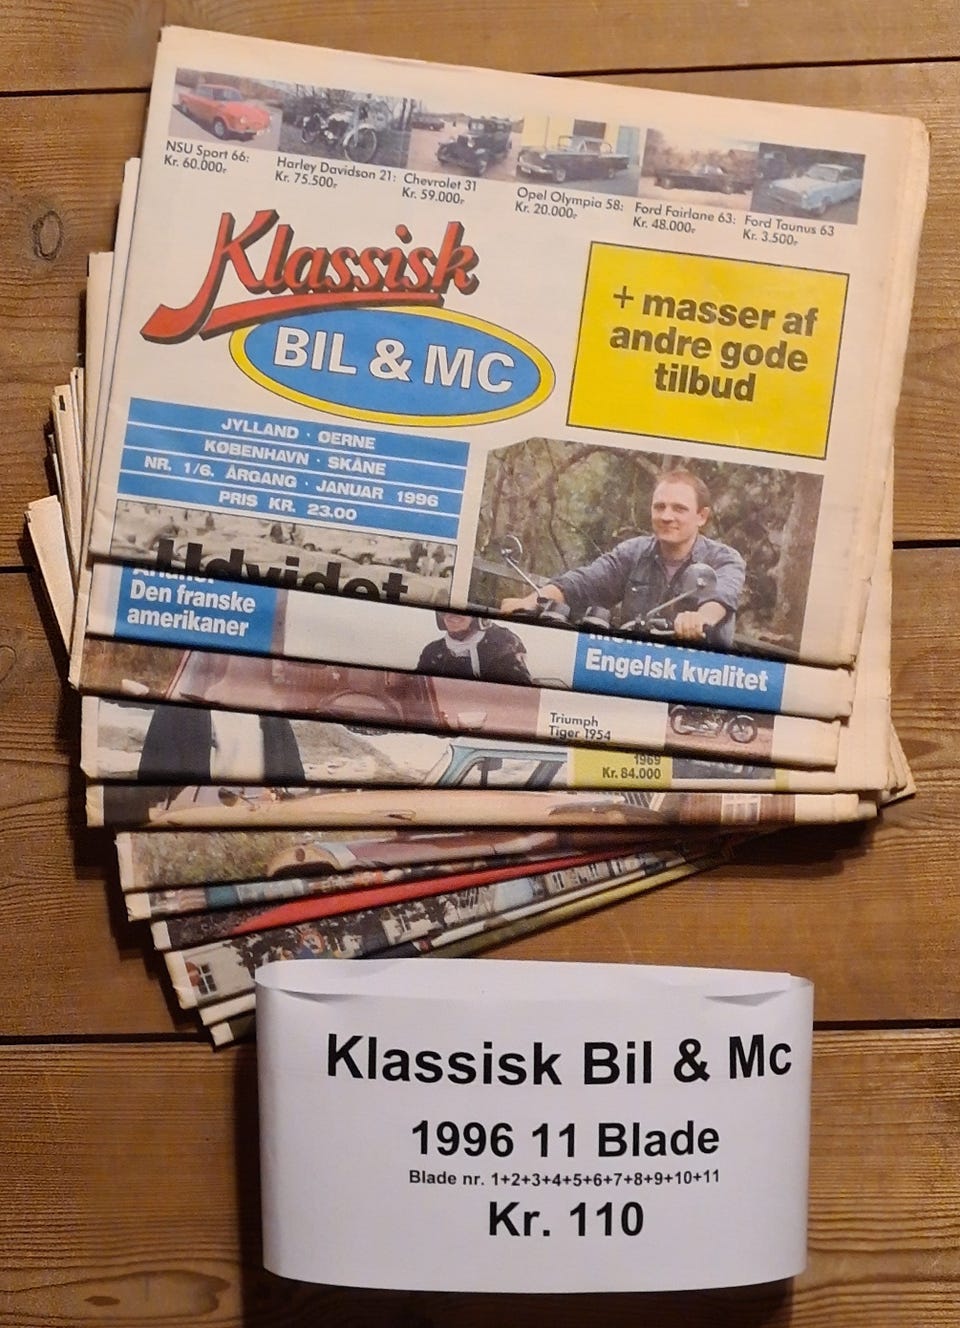 NSU Sport 66:
Kr. 60.000,-
Harley Davidson 21:
Kr. 75.500,-
Chevrolet 31
Kr. 59.000,-
Opel Olympia 58:
Kr. 20.000,-
Ford Fairlane 63:
Kr. 48.000,-
Ford Taunus 63
Kr. 3.500,-
Klassisk
BIL & MC
+ masser af
andre gode
tilbud
JYLLAND · OERNE
KØBENHAVN · SKÅNE
NR. 1/6. ÅRGANG · JANUAR 1996
PRIS KR. 23.00
Udvidet
Den franske
amerikaner
Engelsk kvalitet
Triumph
Tiger 1954
1969
Kr. 84.000
Klassisk Bil & Mc
1996 11 Blade
Blade nr. 1+2+3+4+5+6+7+8+9+10+11
Kr. 110